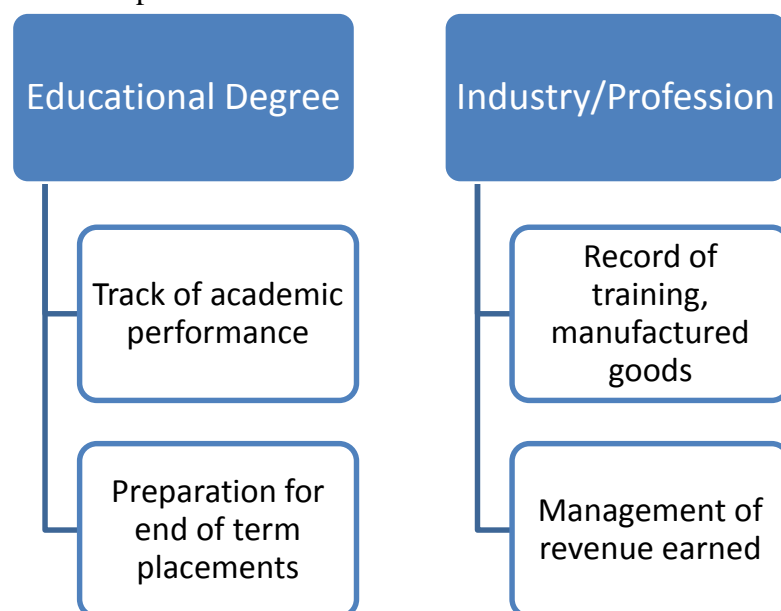 Educational Degree
Track of academic
performance
Preparation for
end of term
placements
Industry/Profession
Record of
training,
manufactured
goods
Management of
revenue earned